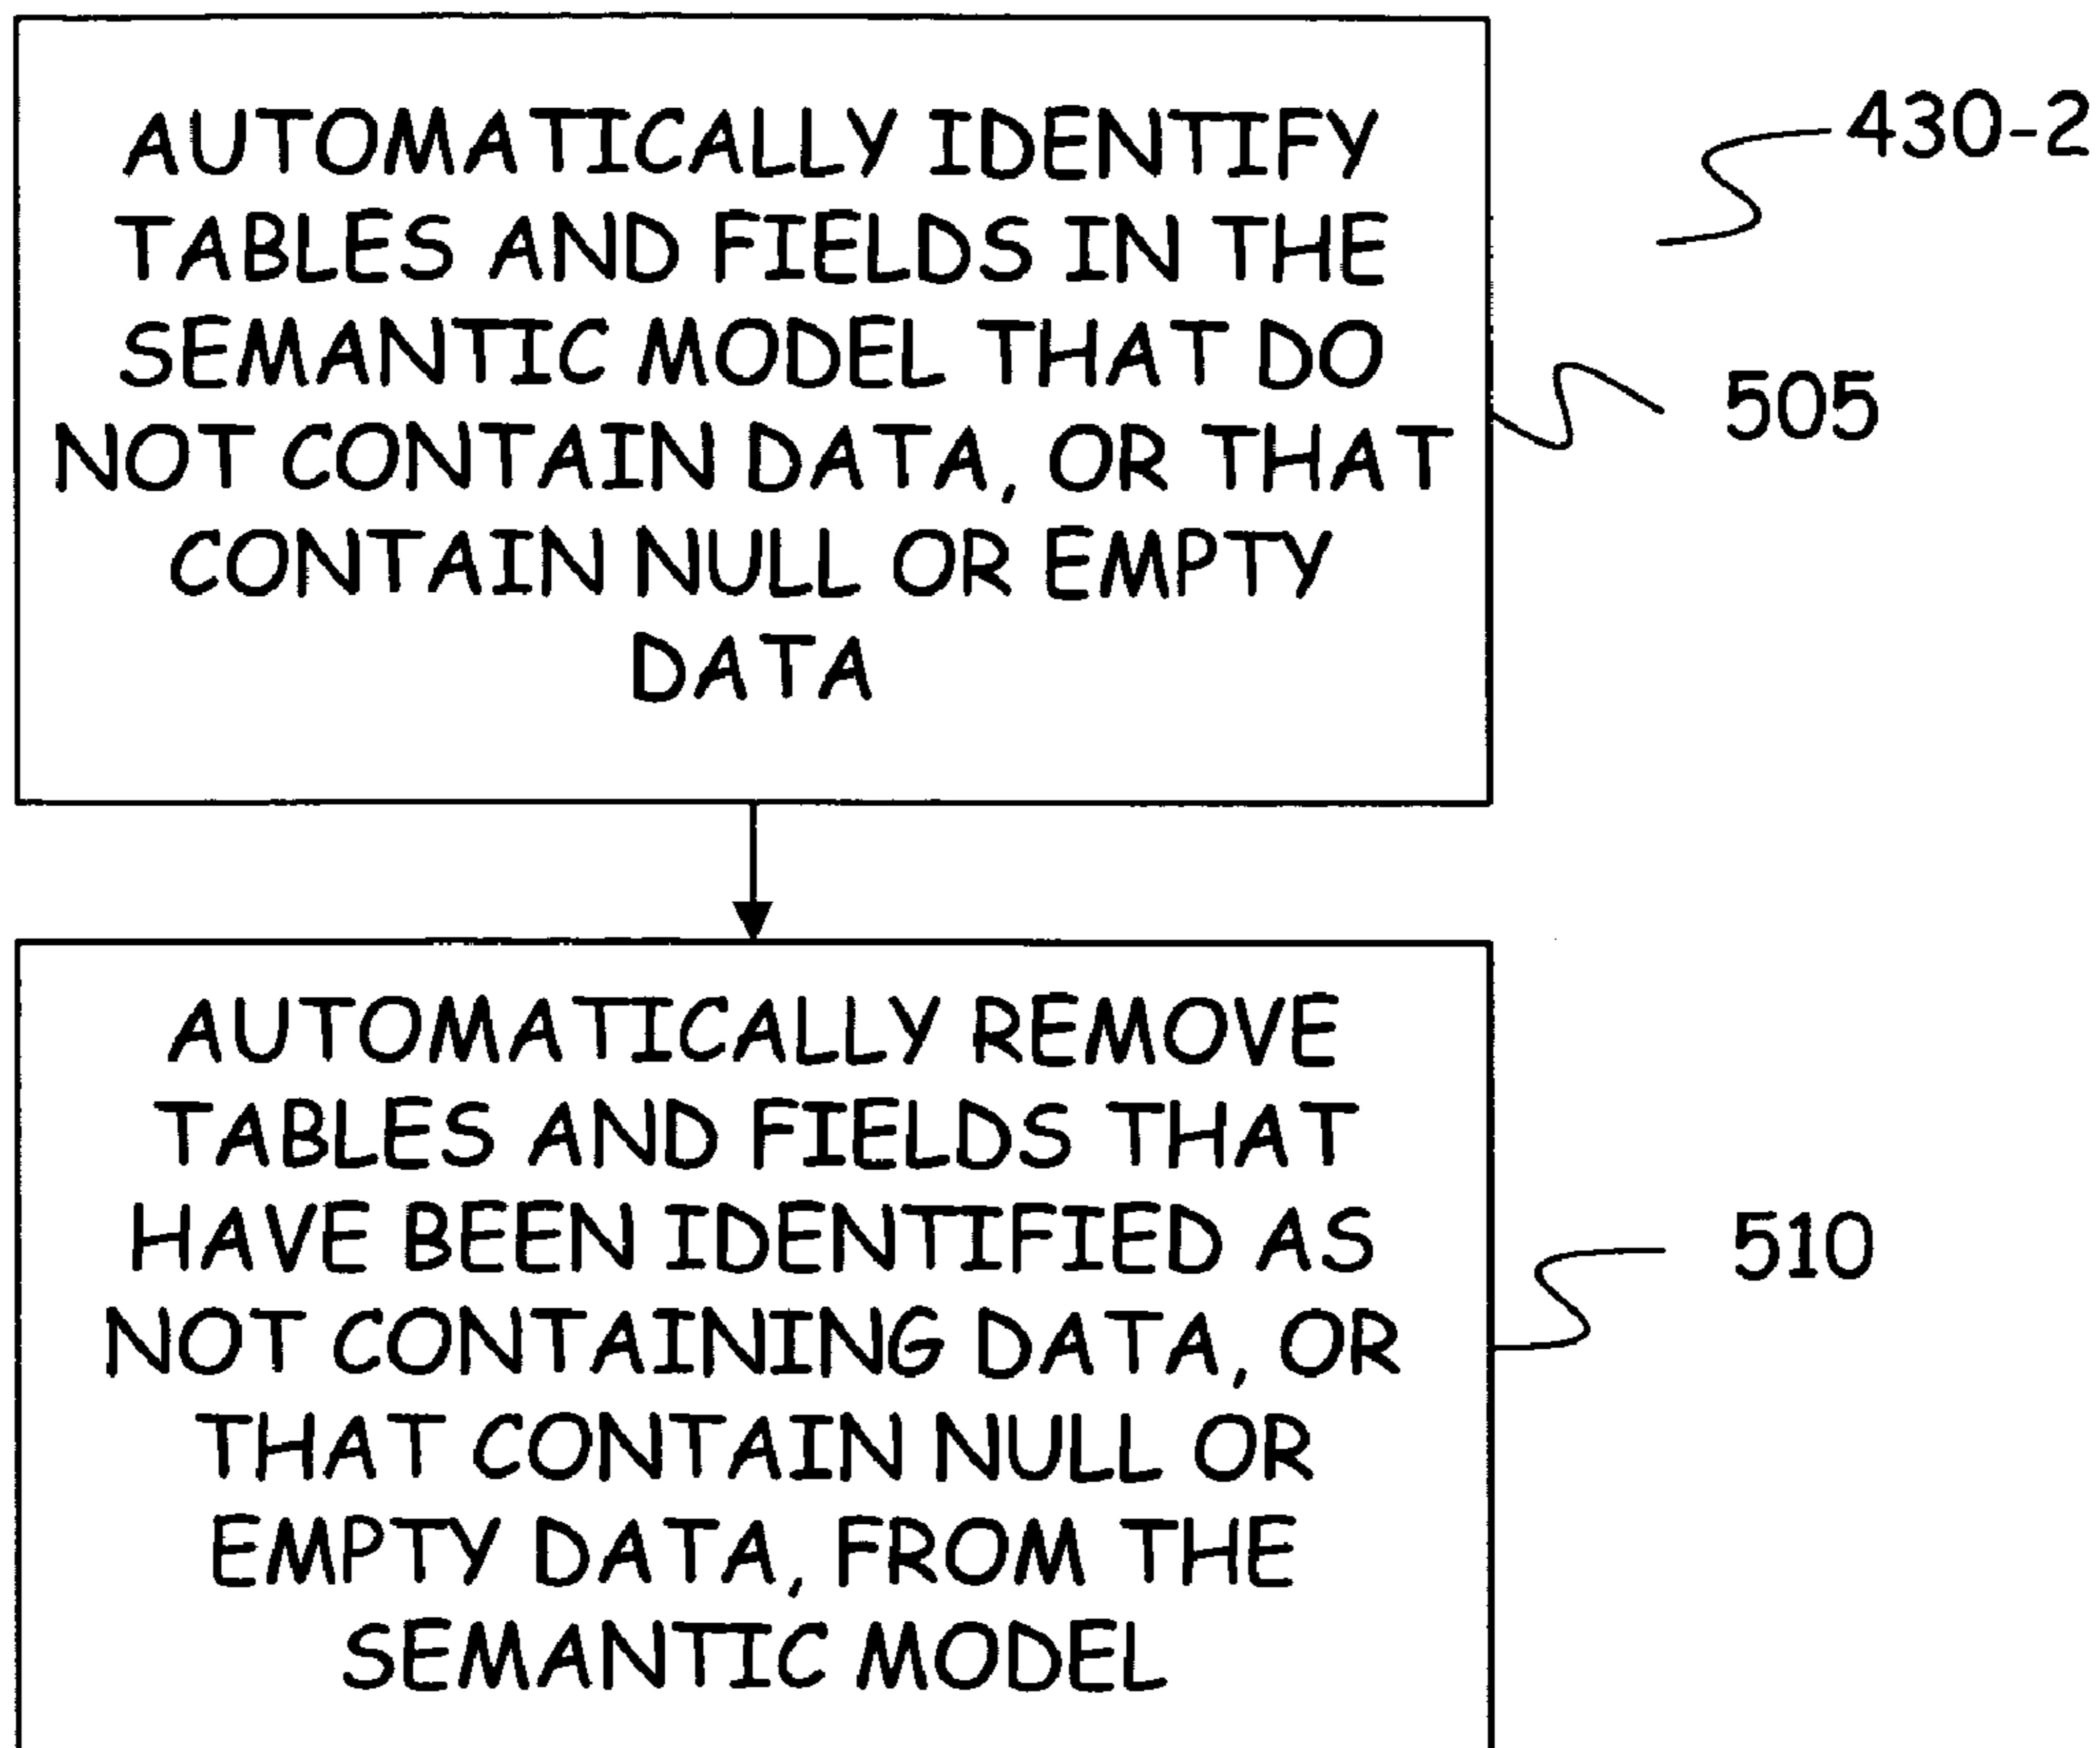 AUTOMATICALLY IDENTIFY
TABLES AND FIELDS IN THE
SEMANTIC MODEL THAT DO
NOT CONTAIN DATA, OR THAT
CONTAIN NULL OR EMPTY
DATA
430-2
505
AUTOMATICALLY REMOVE
TABLES AND FIELDS THAT
HAVE BEEN IDENTIFIED AS
NOT CONTAINING DATA, OR
THAT CONTAIN NULL OR
EMPTY DATA, FROM THE
SEMANTIC MODEL
510